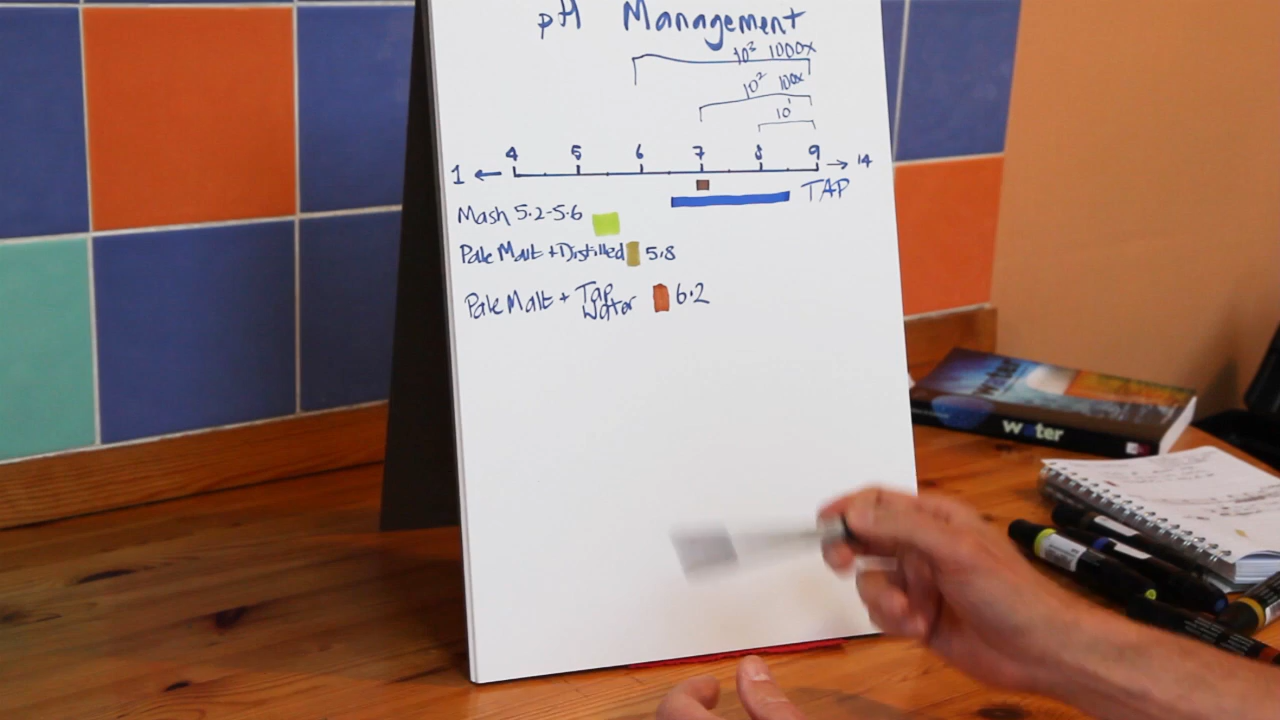 pH Management
10³ 1000x
10² 100x
10¹
4 5 6 7 8 9
1 ← → 14
TAP
Mash 5.2-5.6
Pale Malt + Distilled 5.8
Pale Malt + Tap Water 6.2
water
water